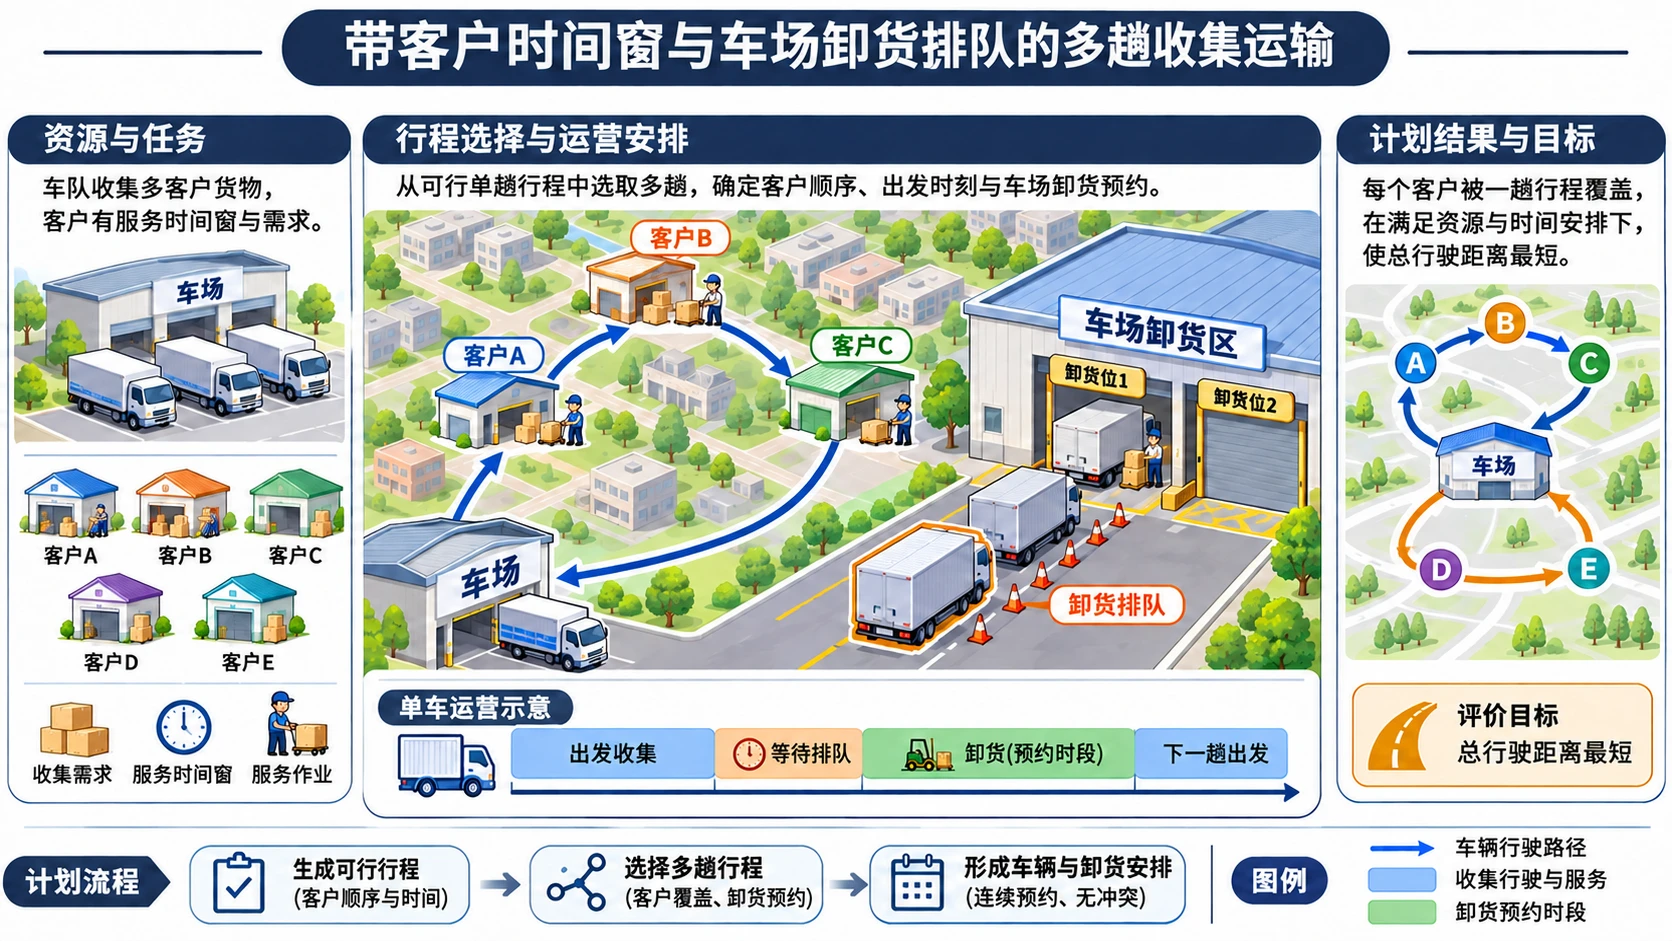 带客户时间窗与车场卸货排队的多趟收集运输
资源与任务
车队收集多客户货物，
客户有服务时间窗与需求。
车场
客户A
客户B
客户C
客户D
客户E
收集需求
服务时间窗
服务作业
行程选择与运营安排
从可行单趟行程中选取多趟，确定客户顺序、出发时刻与车场卸货预约。
客户B
客户A
客户C
车场卸货区
卸货位1
卸货位2
车场
卸货排队
单车运营示意
出发收集
等待排队
卸货(预约时段)
下一趟出发
计划结果与目标
每个客户被一趟行程覆盖，
在满足资源与时间安排下，
使总行驶距离最短。
B
A
C
车场
D
E
评价目标
总行驶距离最短
计划流程
生成可行行程
(客户顺序与时间)
选择多趟行程
(客户覆盖、卸货预约)
形成车辆与卸货安排
(连续预约、无冲突)
图例
车辆行驶路径
收集行驶与服务
卸货预约时段